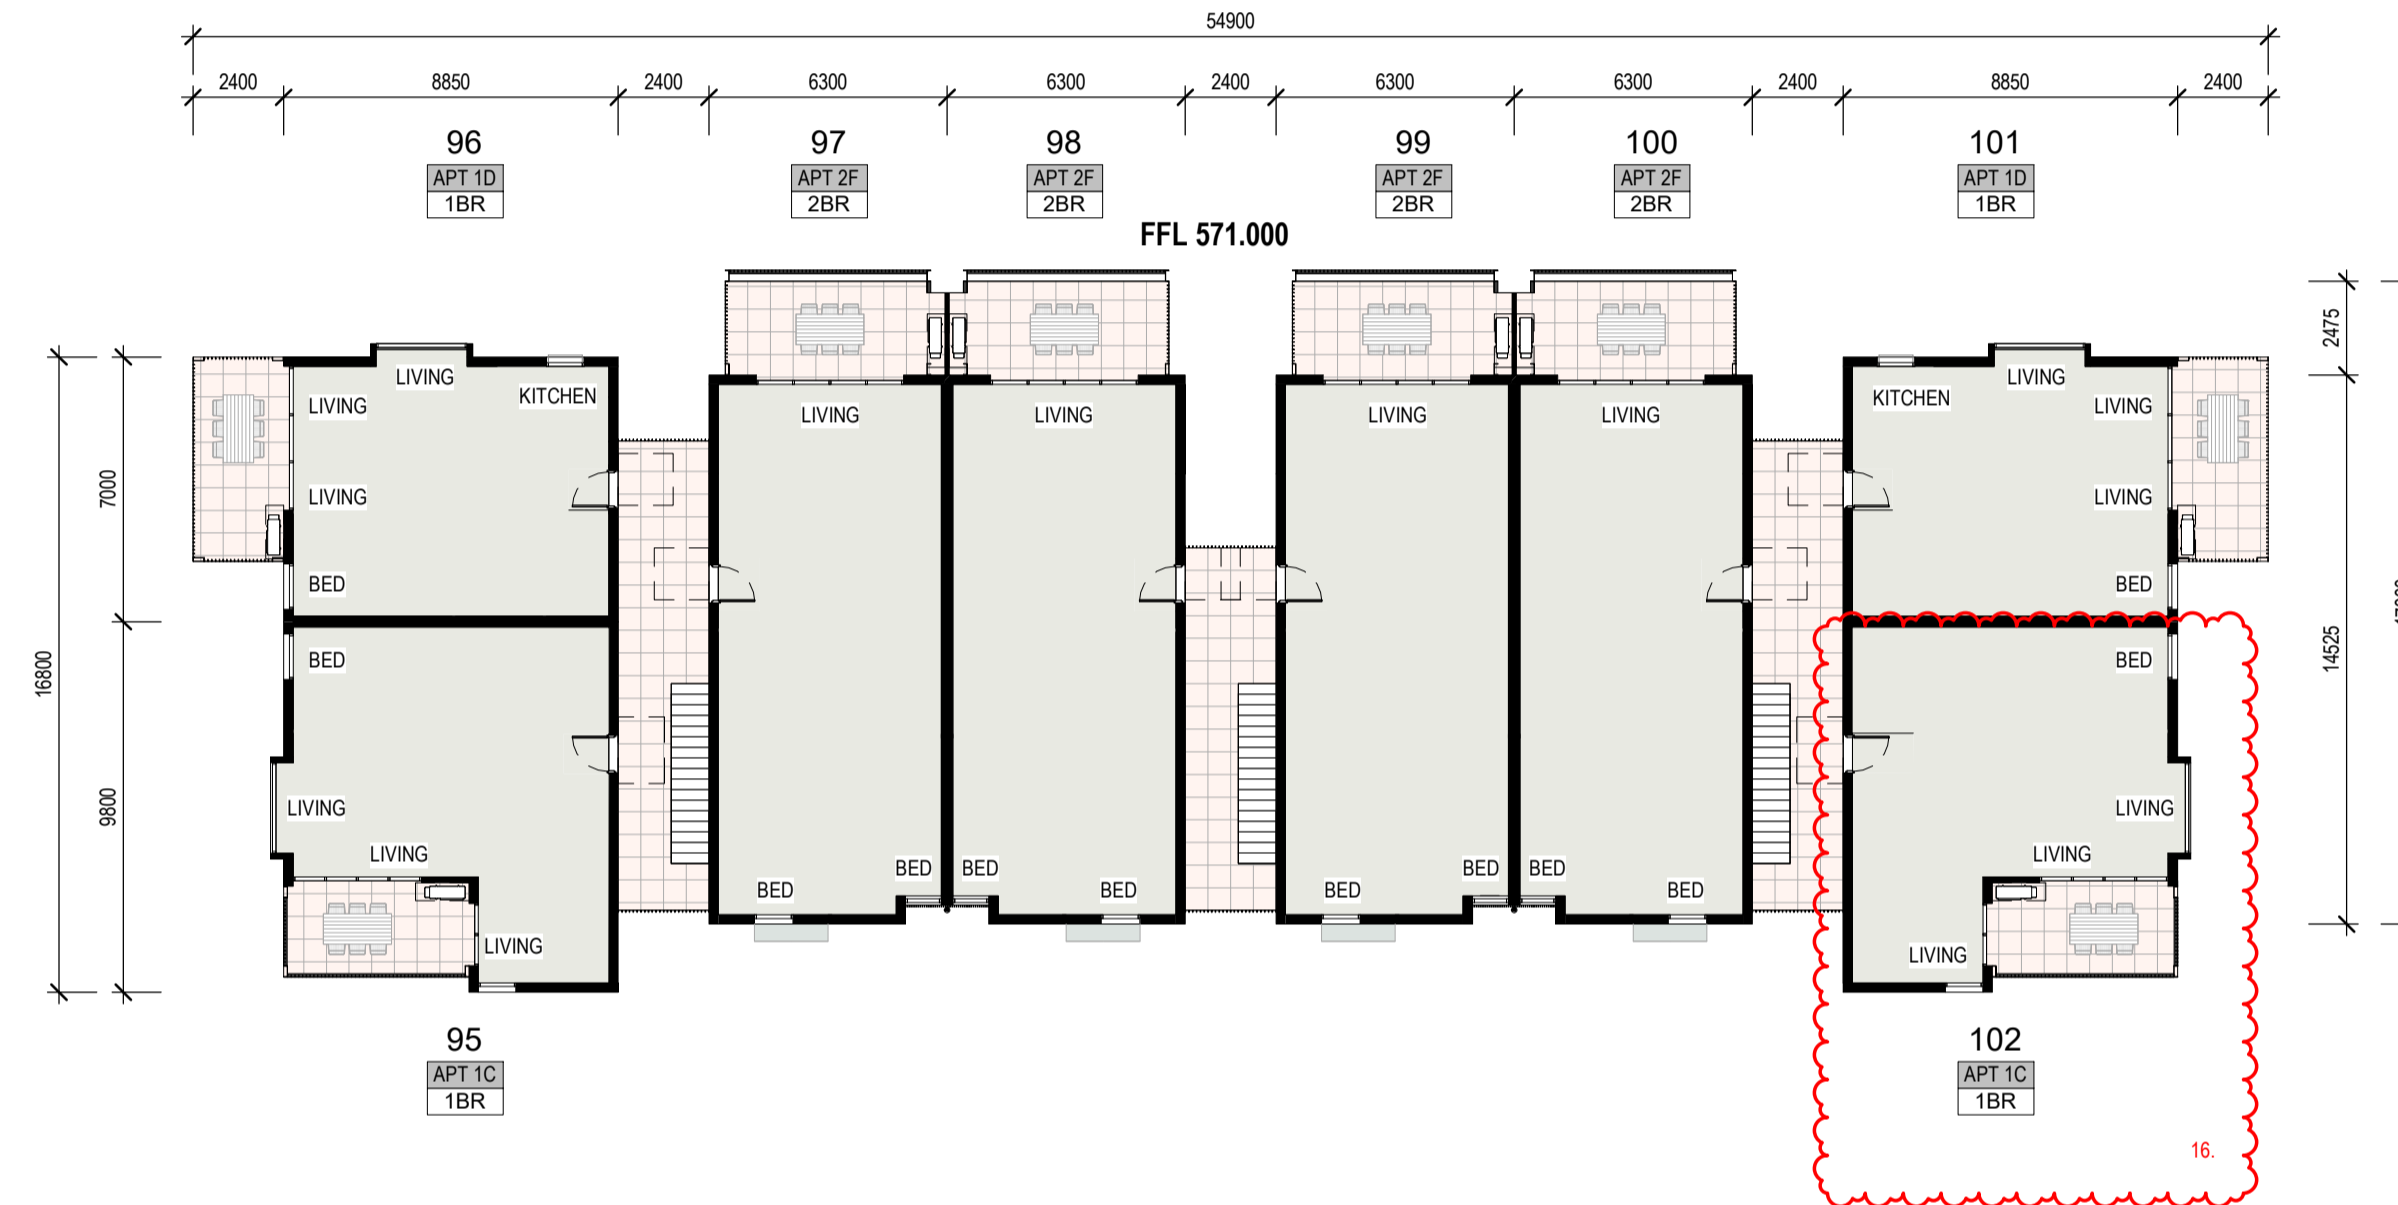 54900
2400 8850 2400 6300 6300 2400 6300 6300 2400 8850 2400
96 97 98 99 100 101
APT 1D APT 2F APT 2F APT 2F APT 2F APT 1D
1BR 2BR 2BR 2BR 2BR 1BR
FFL 571.000
2475
LIVING LIVING
KITCHEN KITCHEN
LIVING LIVING
LIVING LIVING LIVING LIVING
7000
LIVING LIVING
BED BED
16800
14525
BED BED
9800
LIVING LIVING
LIVING LIVING
BED BED BED BED
BED BED BED BED
LIVING LIVING
95 102
APT 1C APT 1C
1BR 1BR
16.